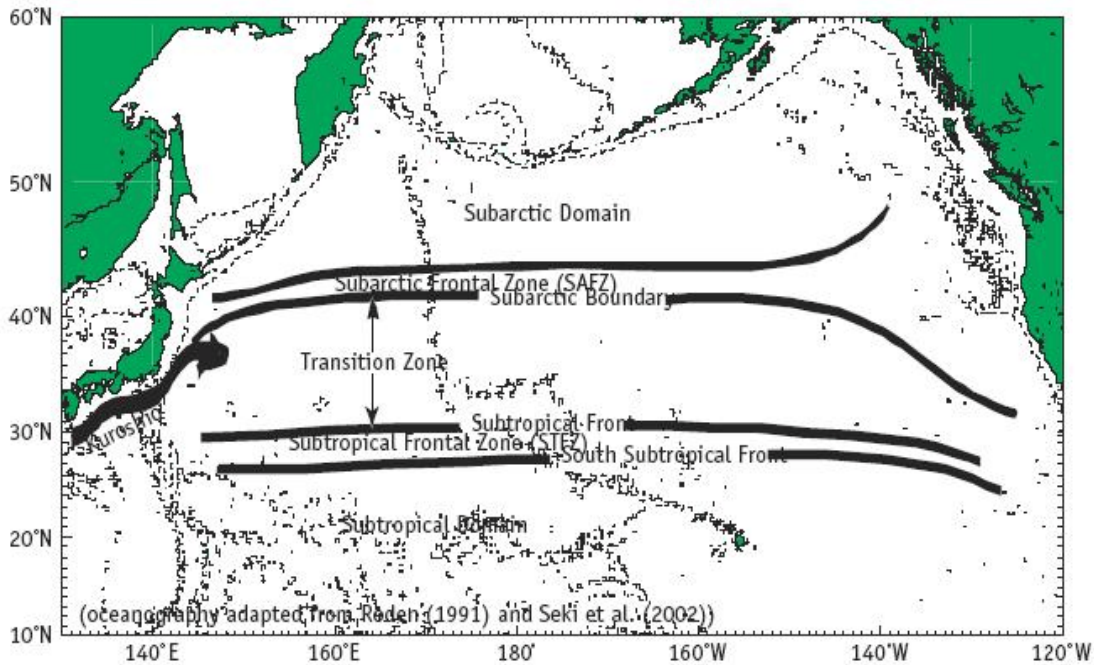 60°N
50°N
40°N
30°N
20°N
10°N
Subarctic Domain
Subarctic Frontal Zone (SAFZ)
Subarctic Boundary
Transition Zone
Kuroshio
Subtropical Front
Subtropical Frontal Zone (STFZ)
South Subtropical Front
Subtropical Domain
(oceanography adapted from Roden (1991) and Seki et al. (2002))
140°E 160°E 180° 160°W 140°W 120°W